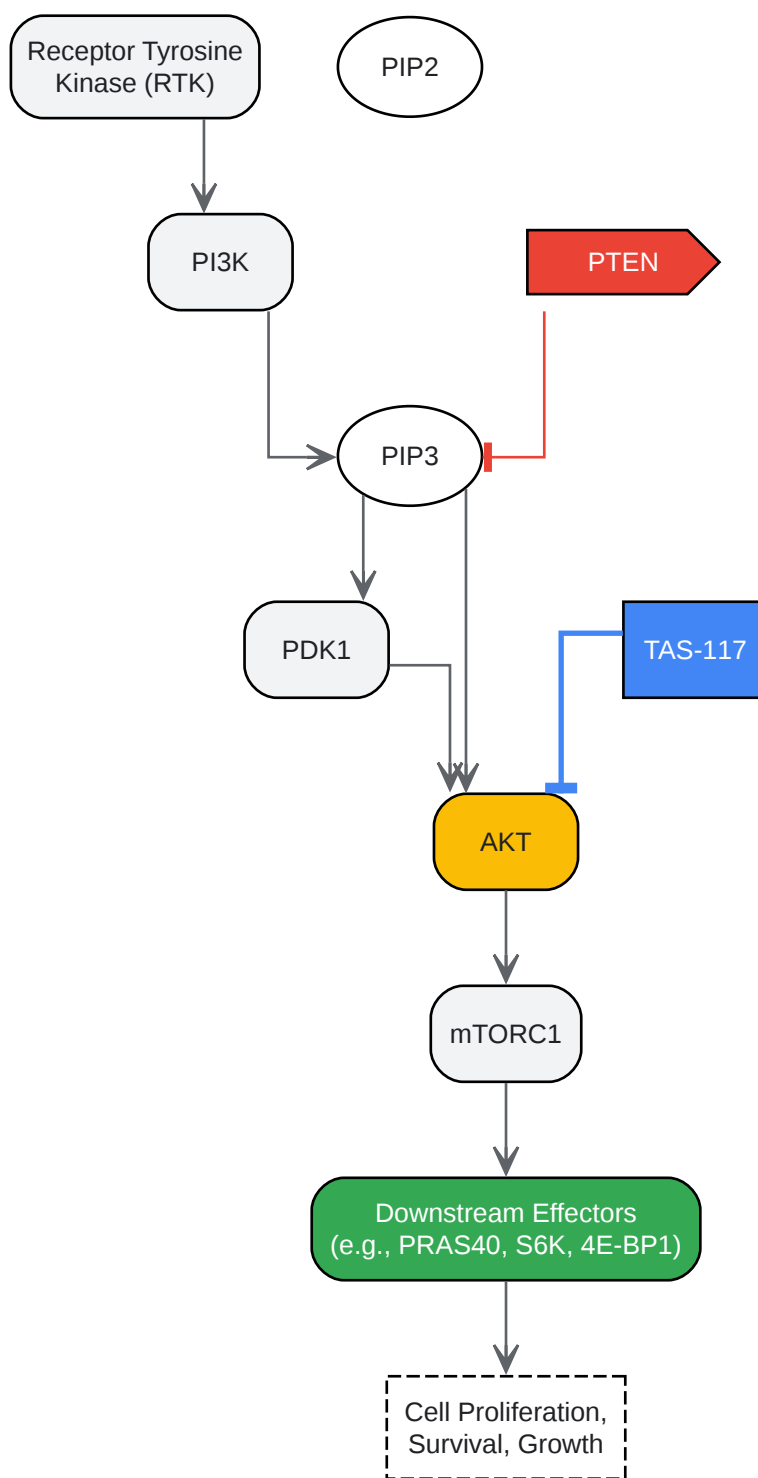 Receptor Tyrosine
Kinase (RTK)
PIP2
PI3K
PTEN
PIP3
PDK1
TAS-117
AKT
mTORC1
Downstream Effectors
(e.g., PRAS40, S6K, 4E-BP1)
Cell Proliferation,
Survival, Growth